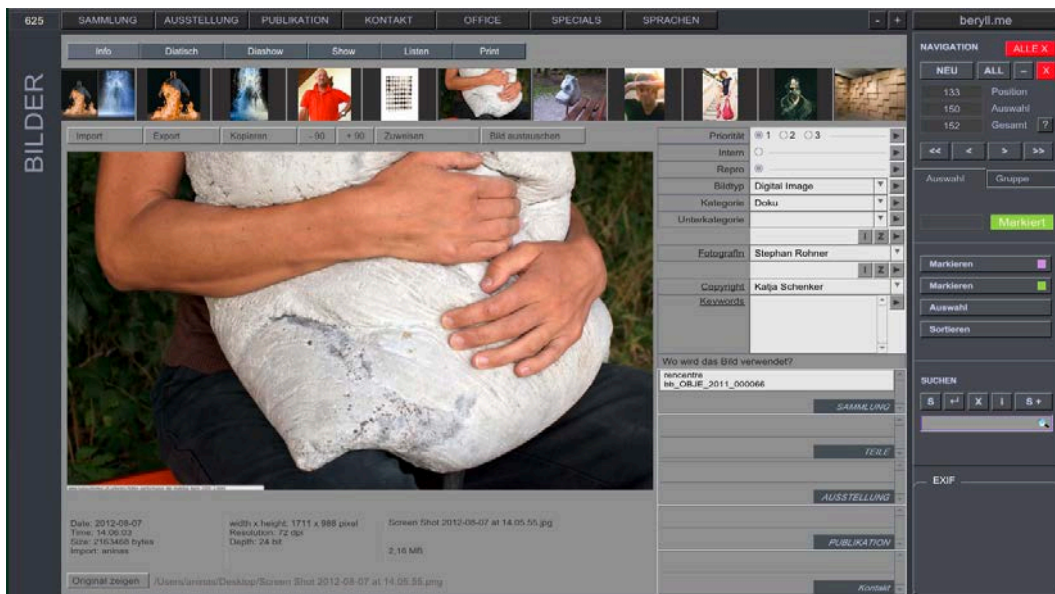 625 SAMMLUNG AUSSTELLUNG PUBLIKATION KONTAKT OFFICE SPECIALS SPRACHEN - + beryll.me
BILDER
Info Diatisch Diashow Show Listen Print
NAVIGATION ALLE X
NEU ALL – X
133 Position
150 Auswahl
152 Gesamt ?
<< < > >>
Auswahl Gruppe
Markiert
Markieren
Markieren
Auswahl
Sortieren
SUCHEN
S ↵ X I S +
EXIF
Import Export Kopieren - 90 + 90 Zuweisen Bild austauschen
Priorität 1 2 3
Intern
Repro
Bildtyp Digital Image
Kategorie Doku
Unterkategorie
I Z
FotografIn Stephan Rohner
I Z
Copyright Katja Schenker
Keywords
Wo wird das Bild verwendet?
rencontre
bb_OBJE_2011_000066
SAMMLUNG
TEILE
AUSSTELLUNG
PUBLIKATION
Kontakt
Date: 2012-08-07
Time: 14:06:03
Size: 2163468 bytes
Import: aninas
width x height: 1711 x 988 pixel
Resolution: 72 dpi
Depth: 24 bit
Screen Shot 2012-08-07 at 14.05.55.jpg
2,16 MB
Original zeigen /Users/aninas/Desktop/Screen Shot 2012-08-07 at 14.05.55.png